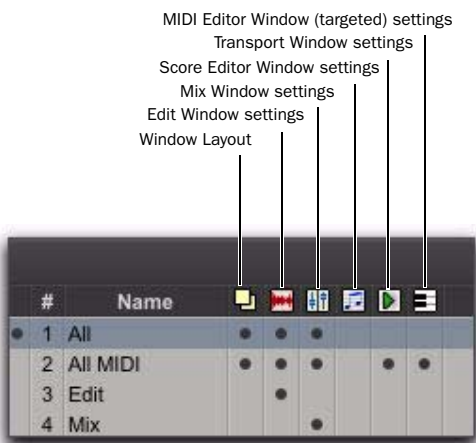 MIDI Editor Window (targeted) settings
Transport Window settings
Score Editor Window settings
Mix Window settings
Edit Window settings
Window Layout
# Name
1 All
2 All MIDI
3 Edit
4 Mix